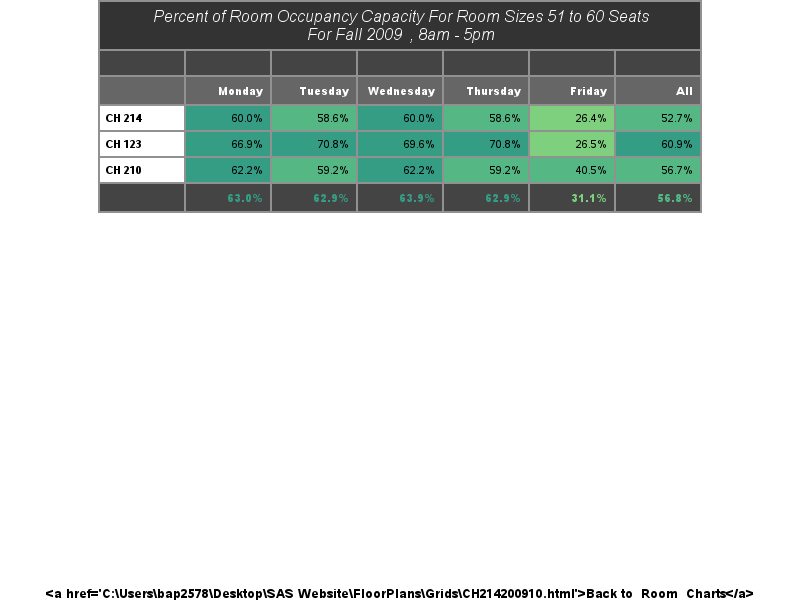 Percent of Room Occupancy Capacity For Room Sizes 51 to 60 Seats
For Fall 2009 , 8am - 5pm
Monday Tuesday Wednesday Thursday Friday All
CH 214 60.0% 58.6% 60.0% 58.6% 26.4% 52.7%
CH 123 66.9% 70.8% 69.6% 70.8% 26.5% 60.9%
CH 210 62.2% 59.2% 62.2% 59.2% 40.5% 56.7%
63.0% 62.9% 63.9% 62.9% 31.1% 56.8%
<a href='C:\Users\bap2578\Desktop\SAS Website\FloorPlans\Grids\CH214200910.html'>Back to Room Charts</a>